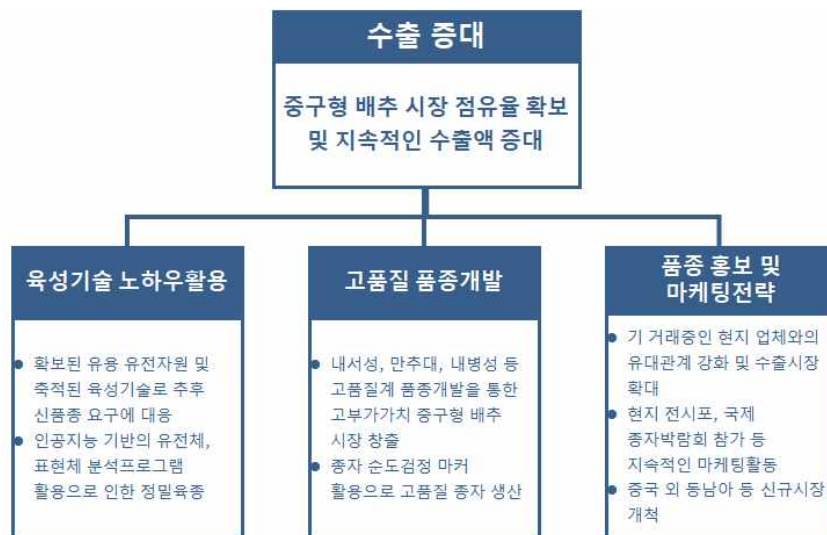 수출 증대
중구형 배추 시장 점유율 확보
및 지속적인 수출액 증대
육성기술 노하우활용
● 확보된 유용 유전자원 및
축적된 육성기술로 추후
신품종 요구에 대응
● 인공지능 기반의 유전체,
표현체 분석프로그램
활용으로 인한 정밀육종
고품질 품종개발
● 내서성, 만추대, 내병성 등
고품질계 품종개발을 통한
고부가가치 중구형 배추
시장 창출
● 종자 순도검정 마커
활용으로 고품질 종자 생산
품종 홍보 및
마케팅전략
● 기 거래중인 현지 업체와의
유대관계 강화 및 수출시장
확대
● 현지 전시포, 국제
종자박람회 참가 등
지속적인 마케팅활동
● 중국 외 동남아 등 신규시장
개척